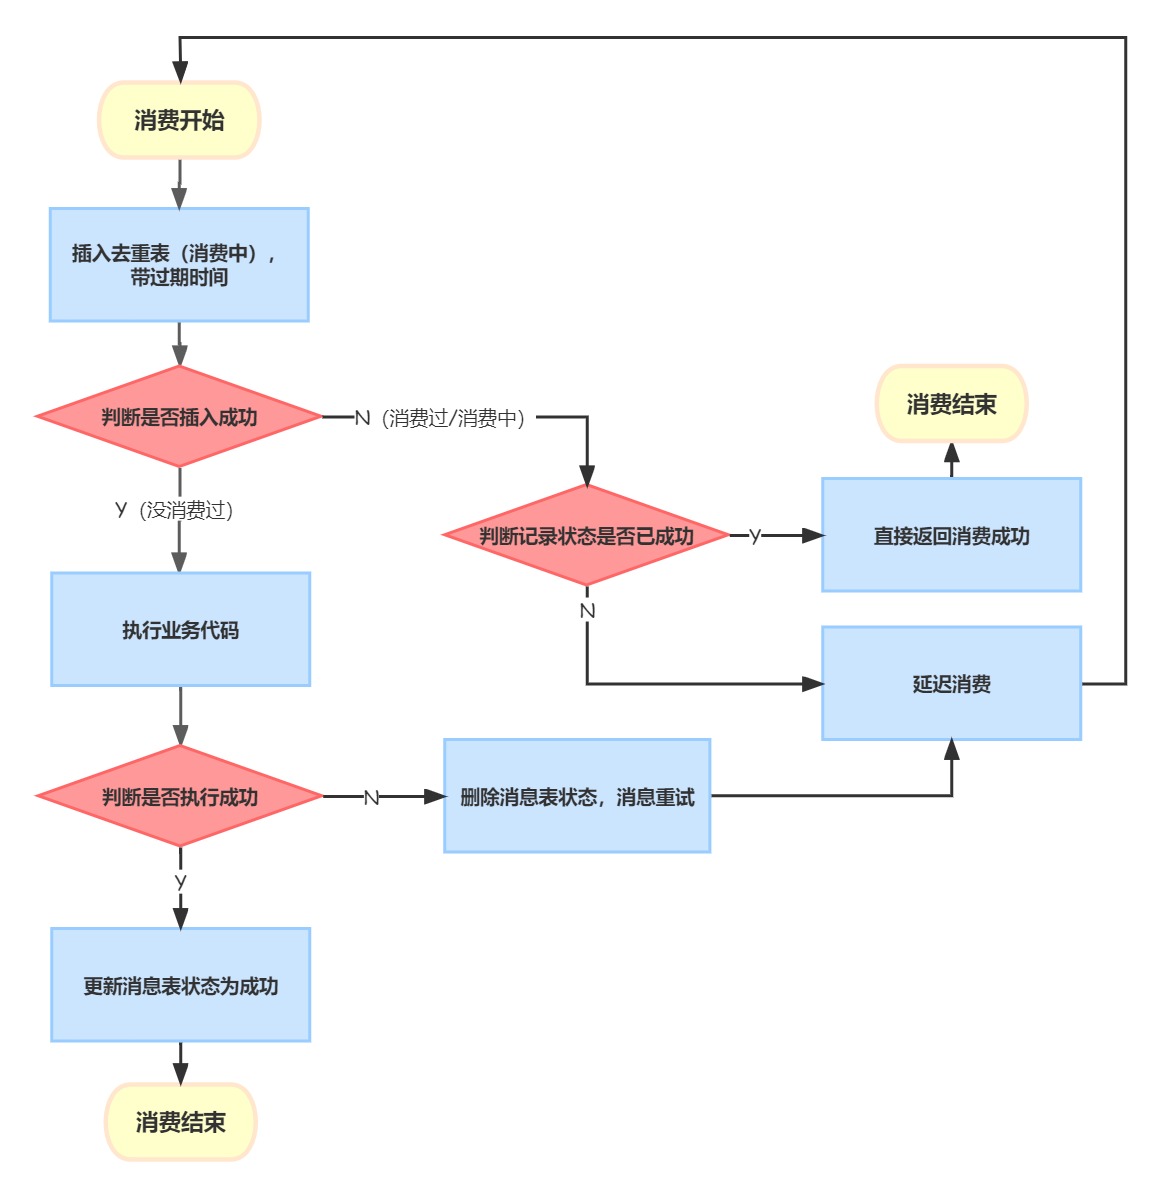 消费开始
插入去重表（消费中），
带过期时间
判断是否插入成功
N（消费过/消费中）
消费结束
Y（没消费过）
判断记录状态是否已成功
Y
直接返回消费成功
N
执行业务代码
延迟消费
判断是否执行成功
N
删除消息表状态，消息重试
Y
更新消息表状态为成功
消费结束